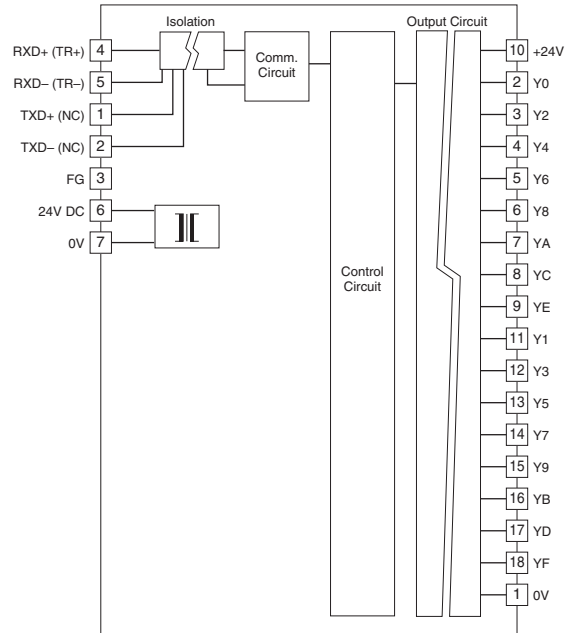 Isolation
Output Circuit
RXD+ (TR+) 4
RXD– (TR–) 5
TXD+ (NC) 1
TXD– (NC) 2
FG 3
24V DC 6
0V 7
Comm.
Circuit
Control
Circuit
10 +24V
2 Y0
3 Y2
4 Y4
5 Y6
6 Y8
7 YA
8 YC
9 YE
11 Y1
12 Y3
13 Y5
14 Y7
15 Y9
16 YB
17 YD
18 YF
1 0V